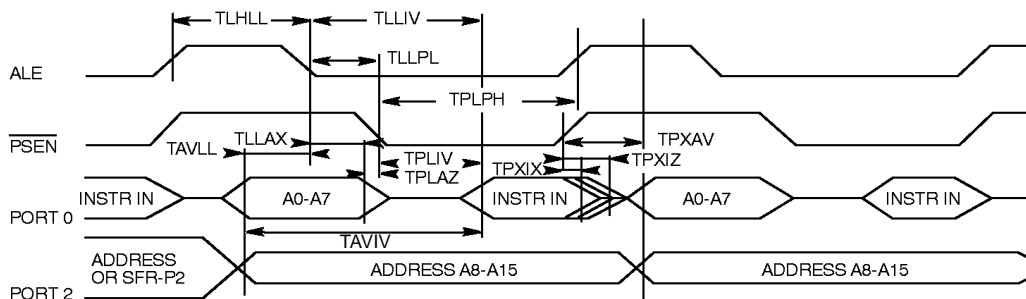 TLHLL
TLLIV
TLLPL
ALE
TPLPH
TLLAX
TPXAV
PSEN
TAVLL
TPLIV
TPXIZ
TPLAZ
TPXIX
INSTR IN
A0-A7
INSTR IN
A0-A7
INSTR IN
PORT 0
TAVIV
ADDRESS
OR SFR-P2
ADDRESS A8-A15
ADDRESS A8-A15
PORT 2